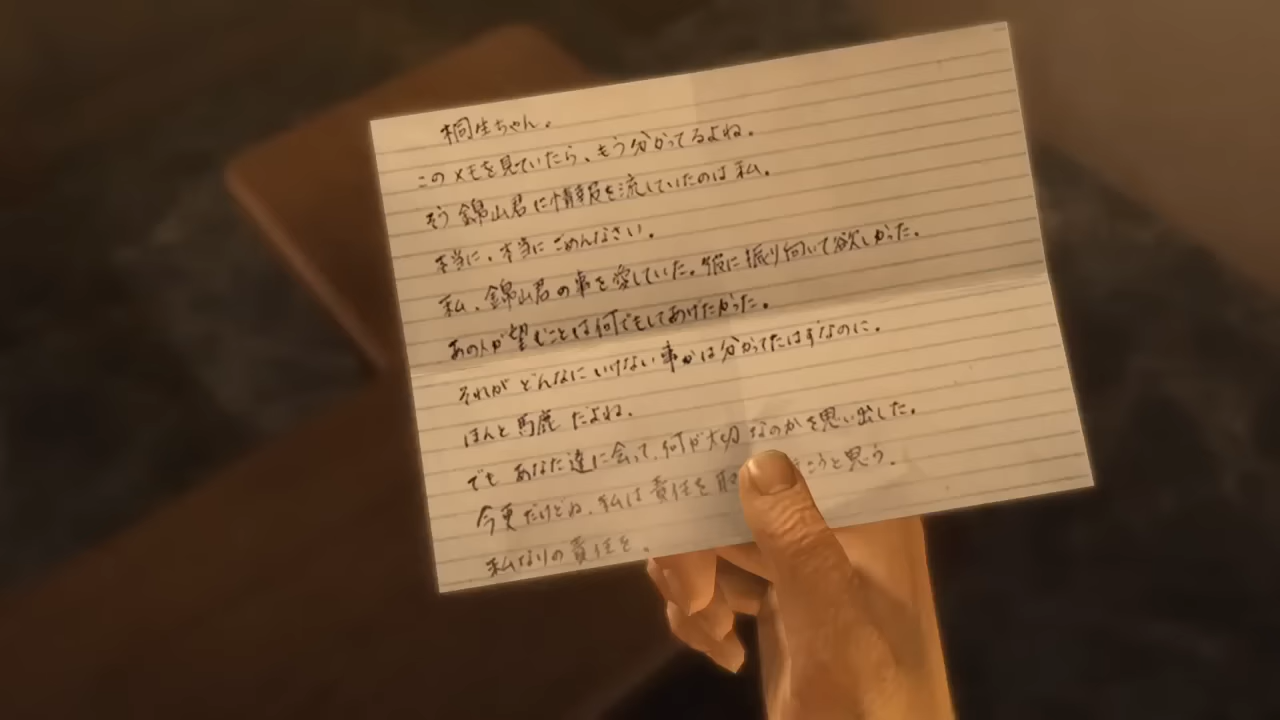 桐生ちゃん。
このメモを見ていたら、もう分かってるよね。
そう 錦山君に情報を流していたのは私。
本当に、本当にごめんなさい。
私、錦山君の事を愛していた。彼に振り向いて欲しかった。
あの人が望むことは何でもしてあげたかった。
それがどんなにいけない事かは分かってたはずなのに。
ほんと馬鹿だよね。
でもあなた達に会って、何が大切なのかを思い出した。
今更だけどね、私は責任を取 こうと思う。
私なりの責任を。